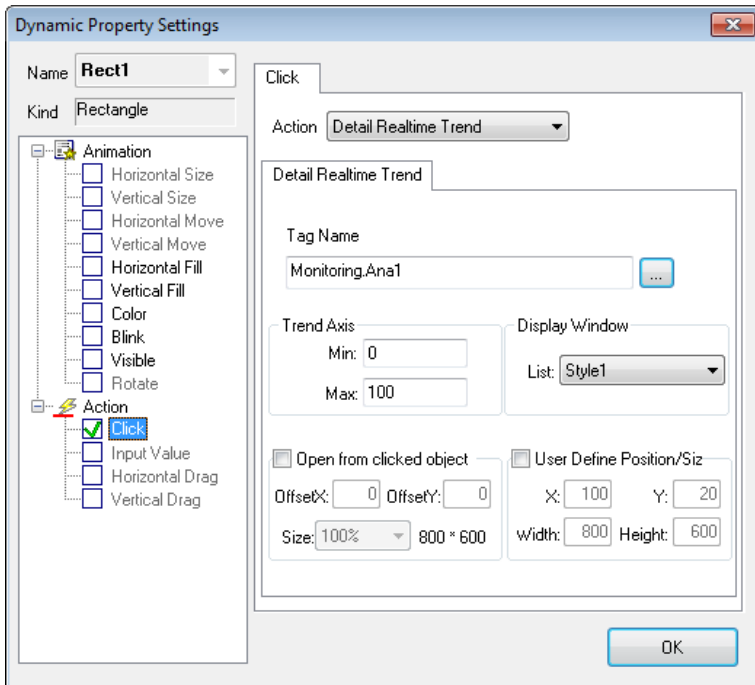 Dynamic Property Settings
Name Rect1
Kind Rectangle
Animation
Horizontal Size
Vertical Size
Horizontal Move
Vertical Move
Horizontal Fill
Vertical Fill
Color
Blink
Visible
Rotate
Action
Click
Input Value
Horizontal Drag
Vertical Drag
Click
Action Detail Realtime Trend
Detail Realtime Trend
Tag Name
Monitoring.Ana1 ...
Trend Axis
Min: 0
Max: 100
Display Window
List: Style1
Open from clicked object
OffsetX: 0 OffsetY: 0
Size: 100% 800 * 600
User Define Position/Siz
X: 100 Y: 20
Width: 800 Height: 600
OK